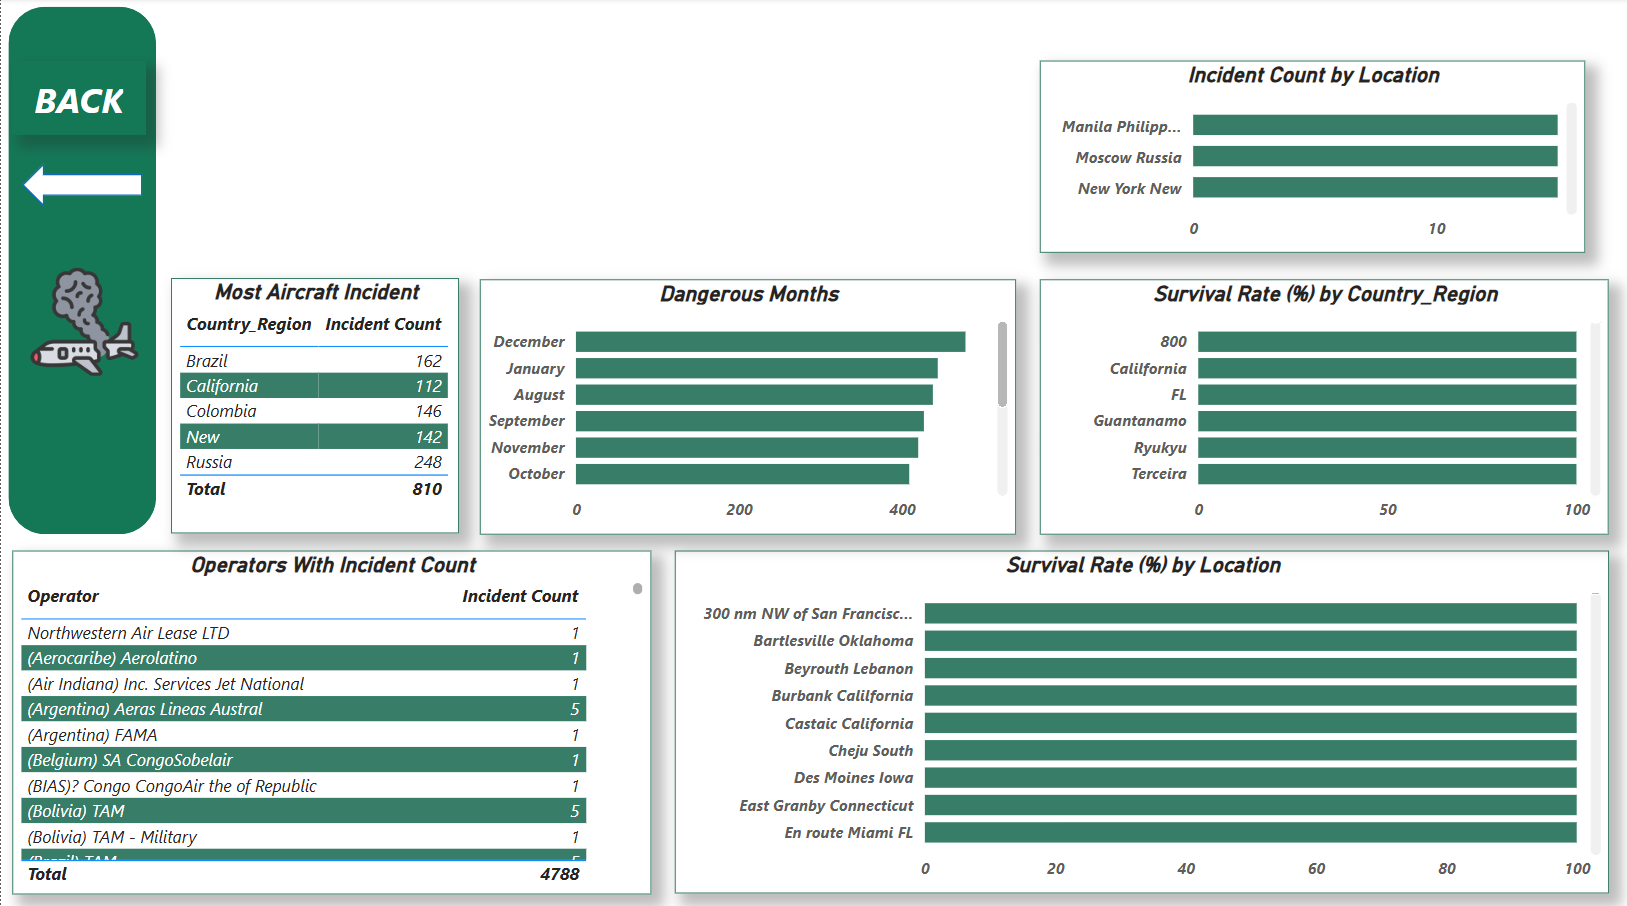 BACK
Incident Count by Location
Manila Philipp...
Moscow Russia
New York New
0 10
Most Aircraft Incident
Country_Region Incident Count
Brazil 162
California 112
Colombia 146
New 142
Russia 248
Total 810
Dangerous Months
December
January
August
September
November
October
0 200 400
Survival Rate (%) by Country_Region
800
Calilfornia
FL
Guantanamo
Ryukyu
Terceira
0 50 100
Operators With Incident Count
Operator Incident Count
Northwestern Air Lease LTD 1
(Aerocaribe) Aerolatino 1
(Air Indiana) Inc. Services Jet National 1
(Argentina) Aeras Lineas Austral 5
(Argentina) FAMA 1
(Belgium) SA CongoSobelair 1
(BIAS)? Congo CongoAir the of Republic 1
(Bolivia) TAM 5
(Bolivia) TAM - Military 1
(Brazil) TAM 5
Total 4788
Survival Rate (%) by Location
300 nm NW of San Francisc...
Bartlesville Oklahoma
Beyrouth Lebanon
Burbank Calilfornia
Castaic California
Cheju South
Des Moines Iowa
East Granby Connecticut
En route Miami FL
0 20 40 60 80 100